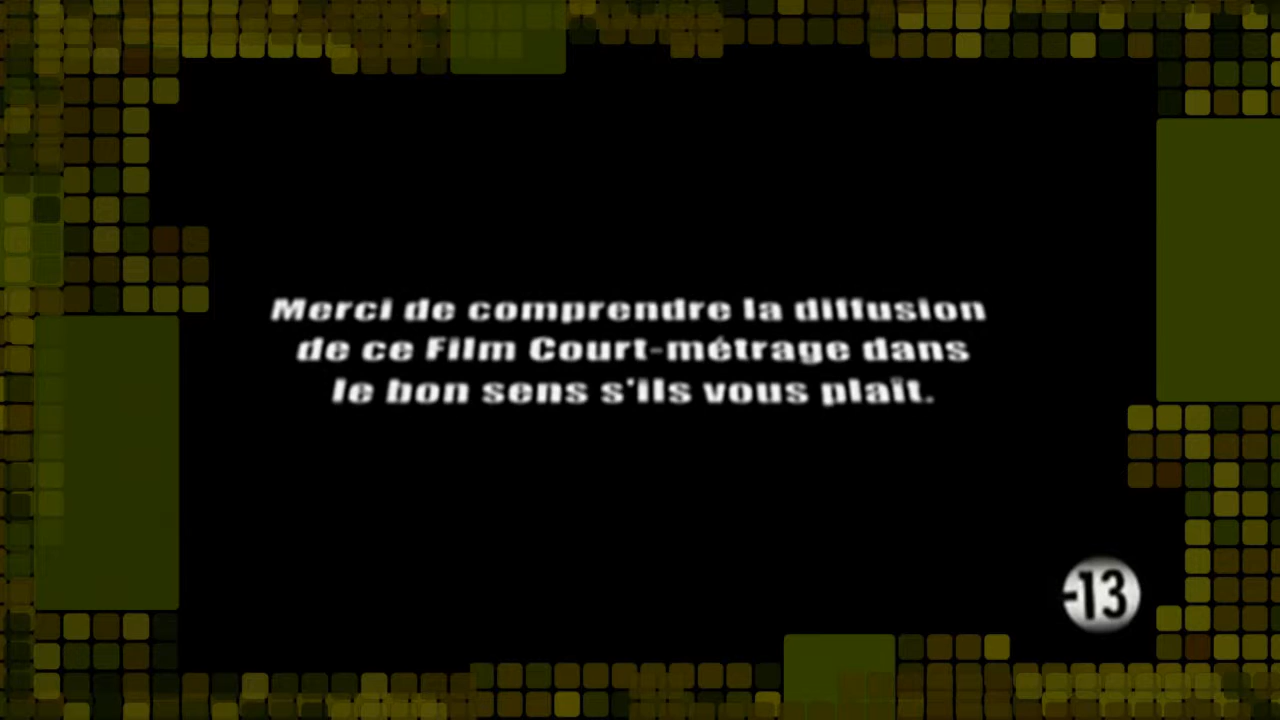 Merci de comprendre la diffusion
de ce Film Court-métrage dans
le bon sens s'ils vous plaît.
-13